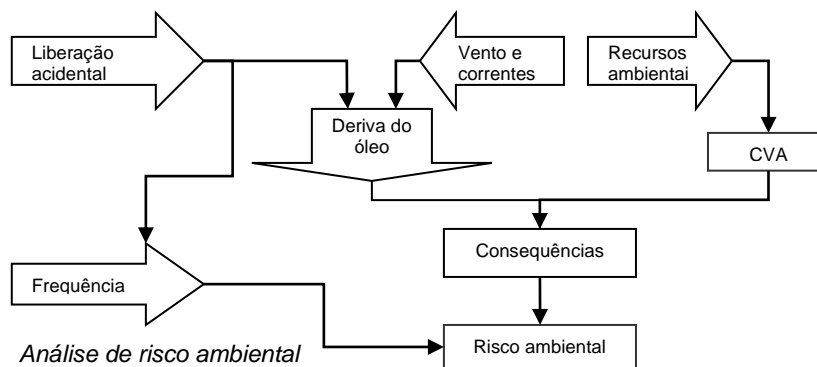 Liberação
acidental
Vento e
correntes
Recursos
ambientai
Deriva do
óleo
CVA
Consequências
Frequência
Risco ambiental
Análise de risco ambiental